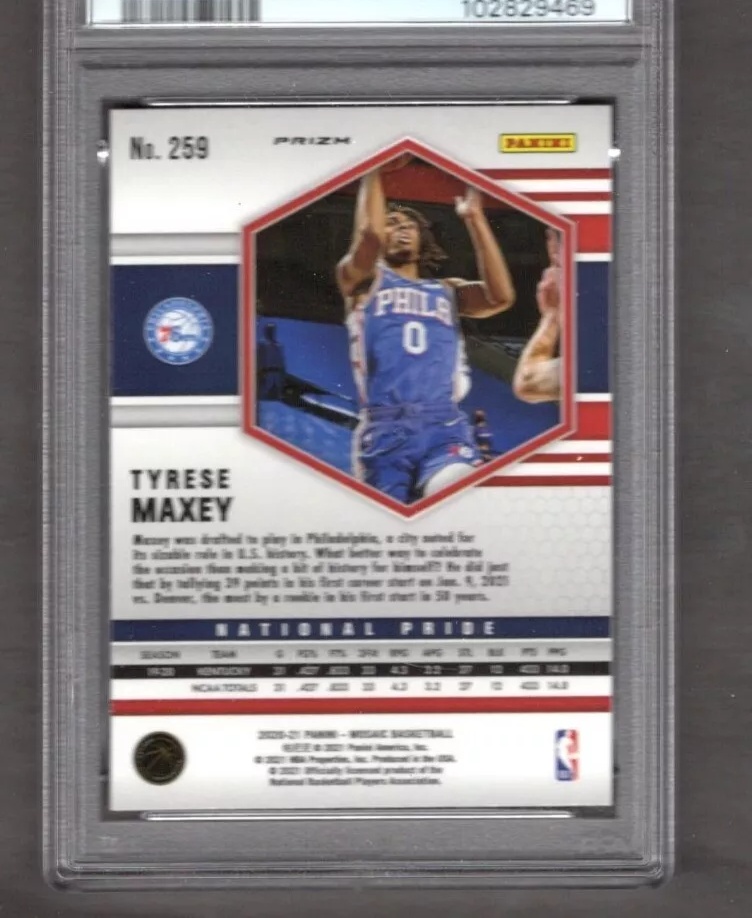 102829469
No. 259
PRIZM
PANINI
PHILA
0
TYRESE
MAXEY
Maxey was drafted to play in Philadelphia, a city noted for
its sizable role in U.S. history. What better way to celebrate
the occasion than making a bit of history for himself? He did just
that by tallying 39 points in his first career start on Jan. 9, 2021
vs. Denver, the most by a rookie in his first start in 50 years.
NATIONAL PRIDE
SEASON TEAM G FG% FT% 3FM RPG APG STL BLK PTS PPG
19-20 KENTUCKY 31 .427 .833 33 4.3 3.2 27 12 433 14.0
NCAA TOTALS 31 .427 .833 33 4.3 3.2 27 12 433 14.0
2020-21 PANINI – MOSAIC BASKETBALL
© 2021 Panini America, Inc.
© 2021 NBA Properties, Inc. Produced in the USA.
© 2021 Officially licensed product of the
National Basketball Players Association.